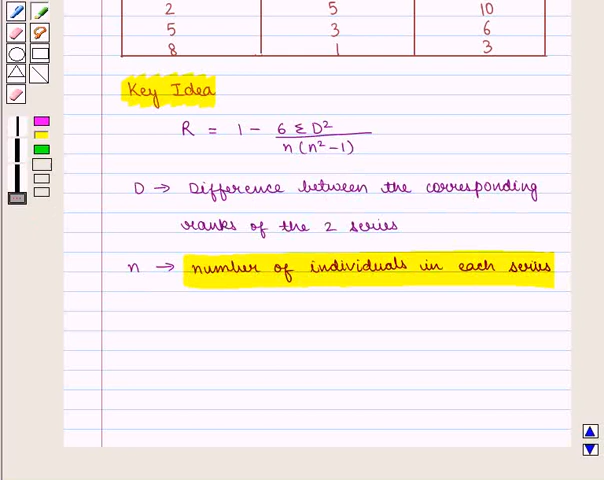 2 5 10
5 3 6
8 1 3
Key Idea
R = 1 - 6 Σ D² / n (n² - 1)
D → Difference between the corresponding
ranks of the 2 series
n → number of individuals in each series